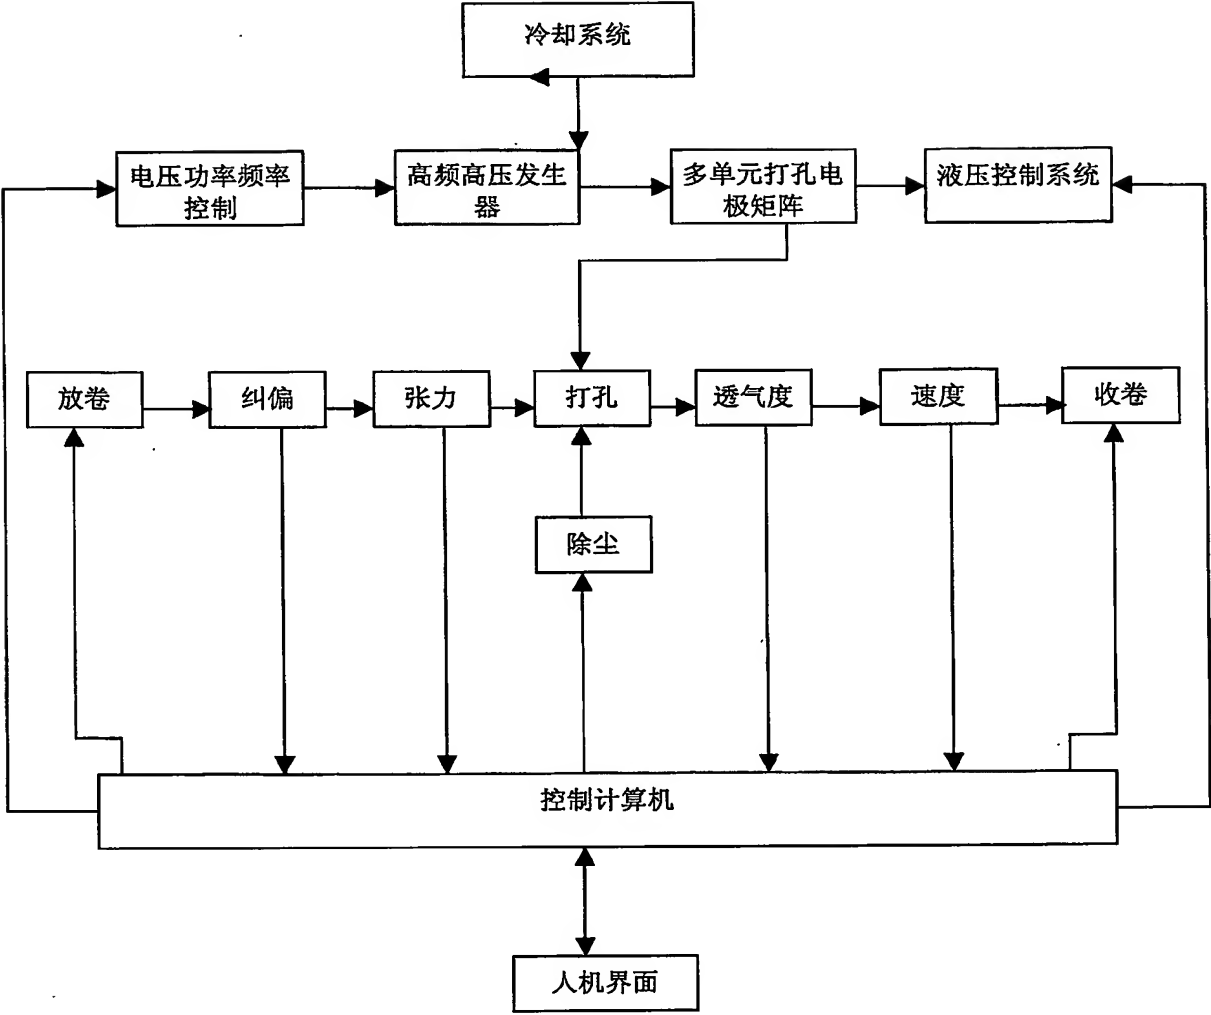 冷却系统
电压功率频率
控制
高频高压发生
器
多单元打孔电
极矩阵
液压控制系统
放卷
纠偏
张力
打孔
透气度
速度
收卷
除尘
控制计算机
人机界面